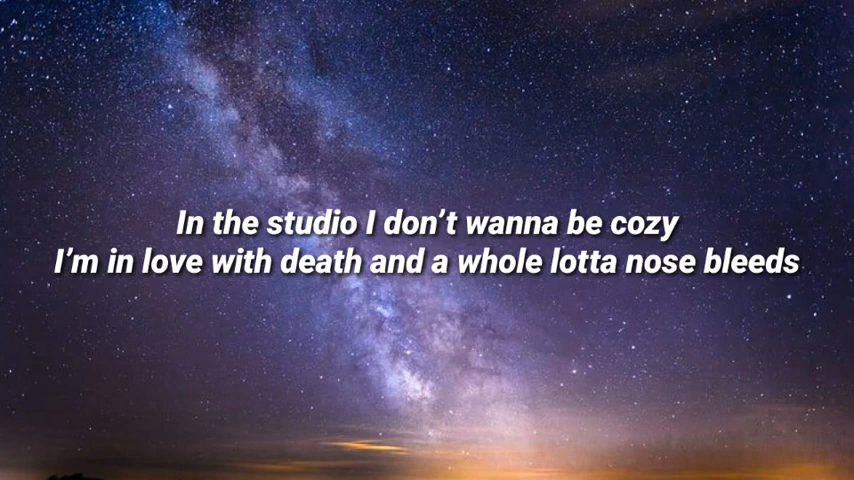 In the studio I don’t wanna be cozy
I’m in love with death and a whole lotta nose bleeds